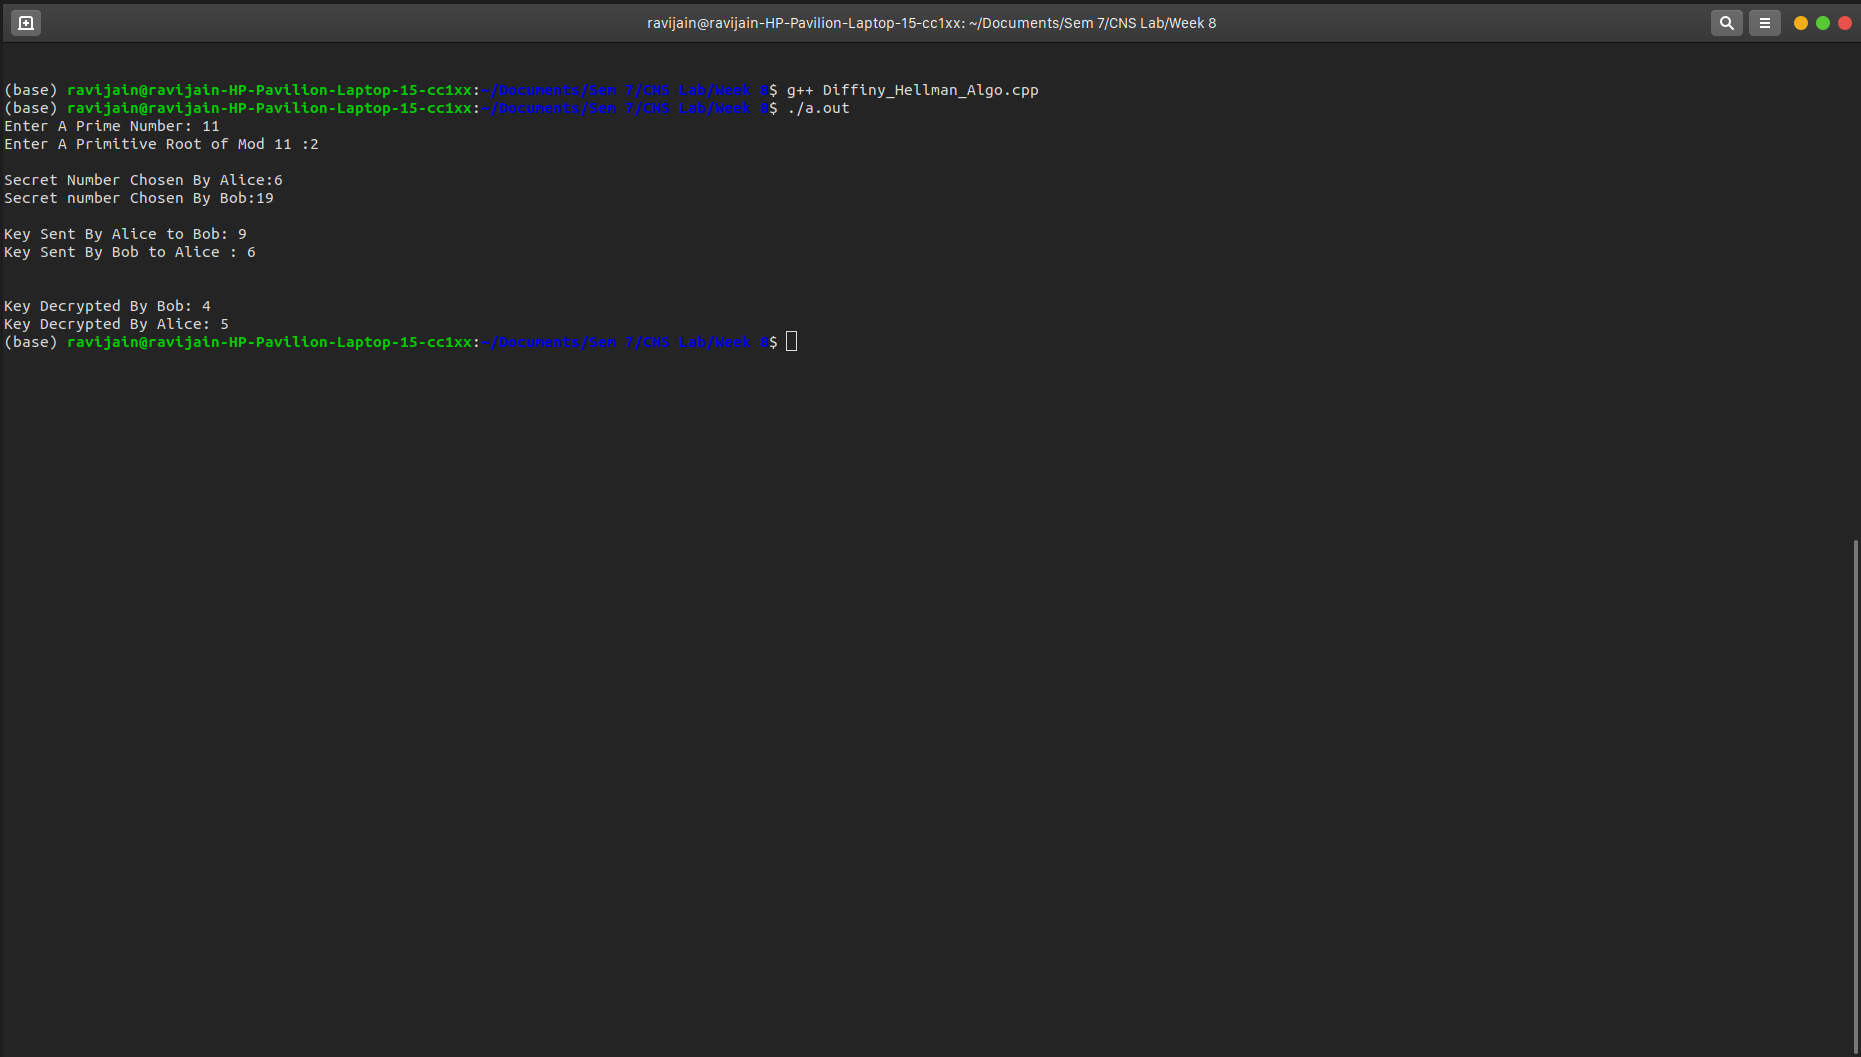 ravijain@ravijain-HP-Pavilion-Laptop-15-cc1xx: ~/Documents/Sem 7/CNS Lab/Week 8
(base) ravijain@ravijain-HP-Pavilion-Laptop-15-cc1xx:~/Documents/Sem 7/CNS Lab/Week 8$ g++ Diffiny_Hellman_Algo.cpp
(base) ravijain@ravijain-HP-Pavilion-Laptop-15-cc1xx:~/Documents/Sem 7/CNS Lab/Week 8$ ./a.out
Enter A Prime Number: 11
Enter A Primitive Root of Mod 11 :2
Secret Number Chosen By Alice:6
Secret number Chosen By Bob:19
Key Sent By Alice to Bob: 9
Key Sent By Bob to Alice : 6
Key Decrypted By Bob: 4
Key Decrypted By Alice: 5
(base) ravijain@ravijain-HP-Pavilion-Laptop-15-cc1xx:~/Documents/Sem 7/CNS Lab/Week 8$